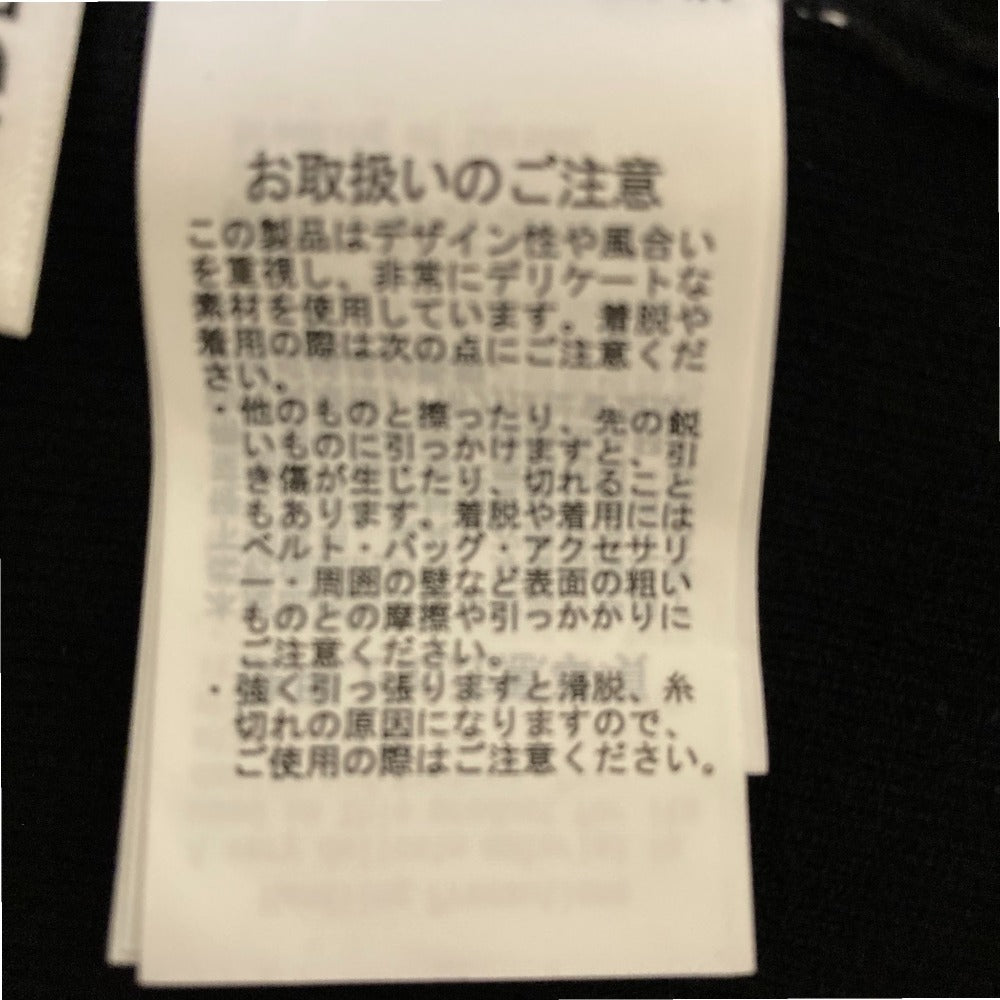 お取扱いのご注意
この製品はデザイン性や風合い
を重視し、非常にデリケートな
素材を使用しています。着脱や
着用の際は次の点にご注意くだ
さい。
・他のものと擦ったり、先の鋭
いものに引っかけますと、引
き傷が生じたり、切れること
もあります。着脱や着用には
ベルト・バッグ・アクセサリ
ー・周囲の壁など表面の粗い
ものとの摩擦や引っかかりに
ご注意ください。
・強く引っ張りますと滑脱、糸
切れの原因になりますので、
ご使用の際はご注意ください。